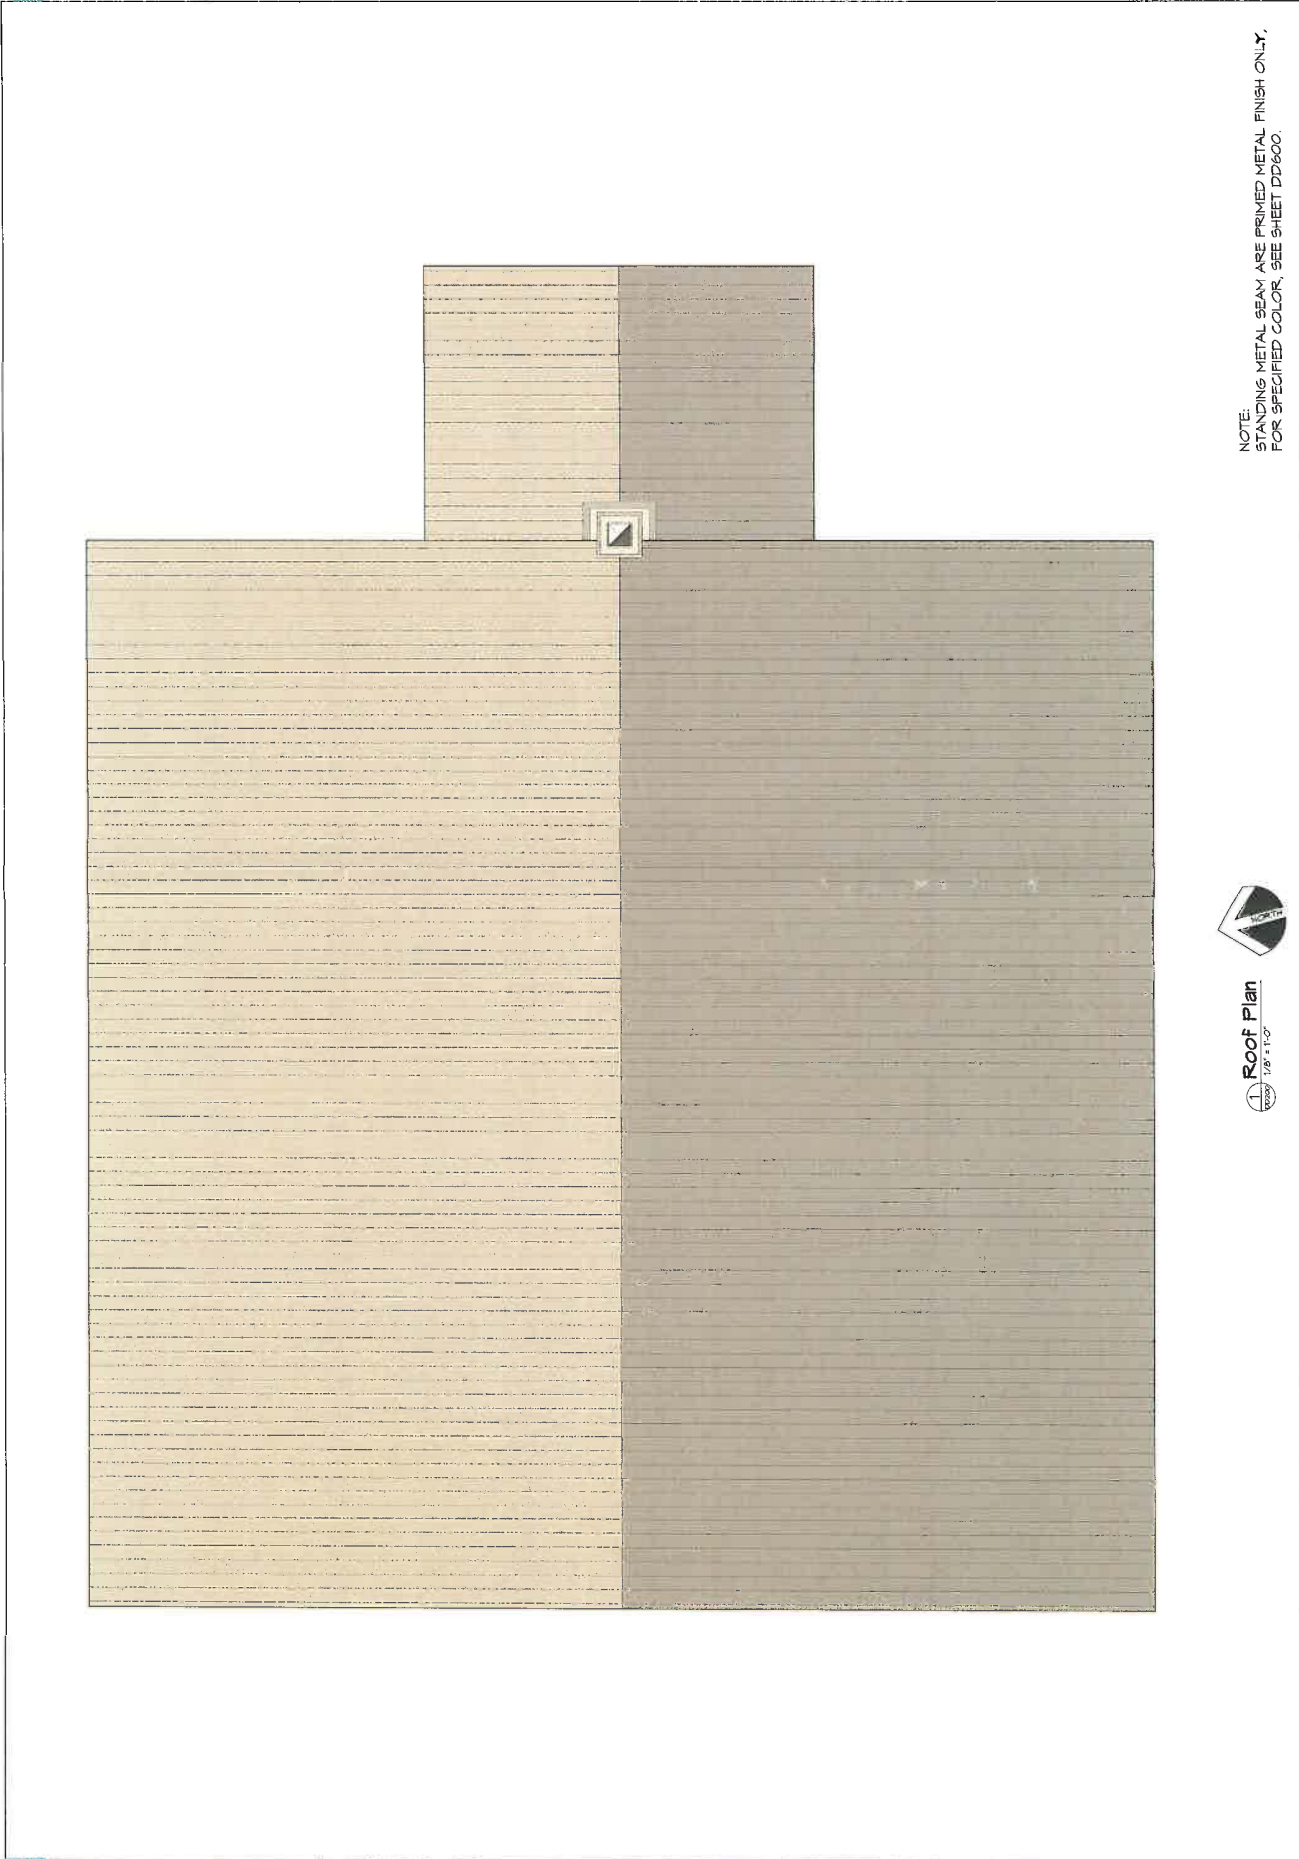 NOTE:
STANDING METAL SEAM ARE PRIMED METAL FINISH ONLY,
FOR SPECIFIED COLOR, SEE SHEET DD600.
NORTH
1
DD200
Roof Plan
1/8" = 1'-0"